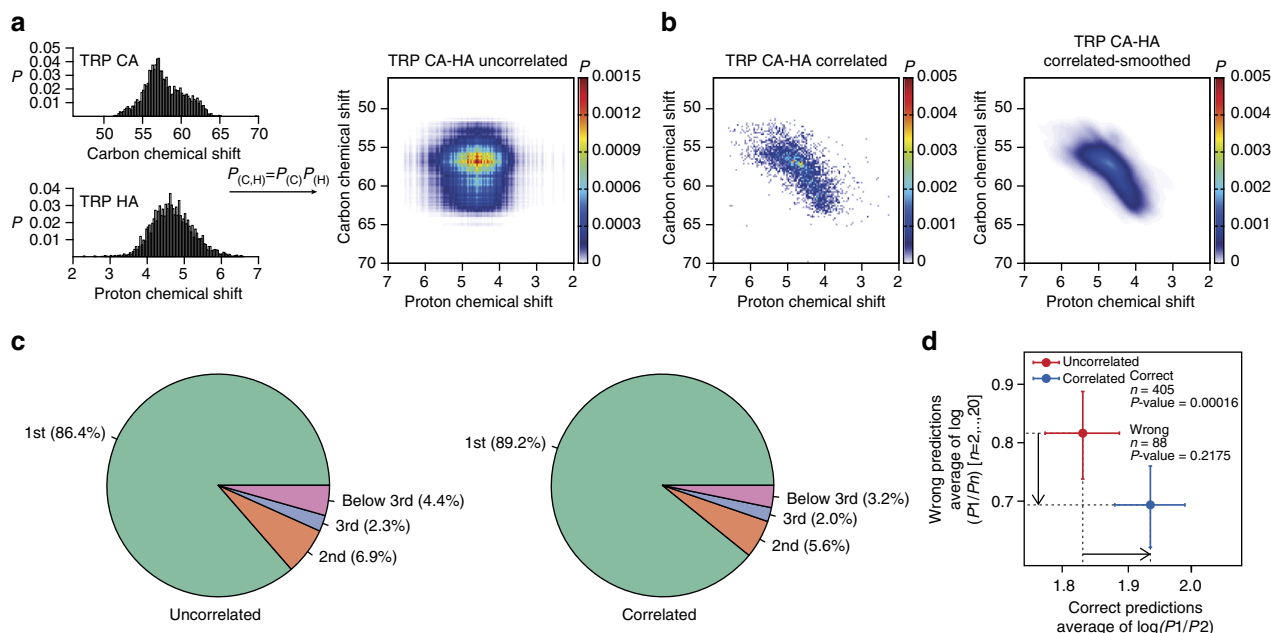 a
TRP CA
0.05
0.04
0.03
0.02
0.01
P
50 55 60 65 70
Carbon chemical shift
TRP HA
0.04
0.03
0.02
0.01
P
2 3 4 5 6 7
Proton chemical shift
P(C,H)=P(C)P(H)
TRP CA-HA uncorrelated
Carbon chemical shift
50
55
60
65
70
7 6 5 4 3 2
Proton chemical shift
P
0.0015
0.0012
0.0009
0.0006
0.0003
0
b
TRP CA-HA correlated
Carbon chemical shift
50
55
60
65
70
7 6 5 4 3 2
Proton chemical shift
P
0.005
0.004
0.003
0.002
0.001
0
TRP CA-HA
correlated-smoothed
Carbon chemical shift
50
55
60
65
70
7 6 5 4 3 2
Proton chemical shift
P
0.005
0.004
0.003
0.002
0.001
0
c
1st (86.4%)
Below 3rd (4.4%)
3rd (2.3%)
2nd (6.9%)
Uncorrelated
1st (89.2%)
Below 3rd (3.2%)
3rd (2.0%)
2nd (5.6%)
Correlated
d
Wrong predictions
average of log
(P1/Pn) [n=2,..,20]
0.9
0.8
0.7
Uncorrelated
Correlated
Correct
n = 405
P-value = 0.00016
Wrong
n = 88
P-value = 0.2175
1.8 1.9 2.0
Correct predictions
average of log(P1/P2)